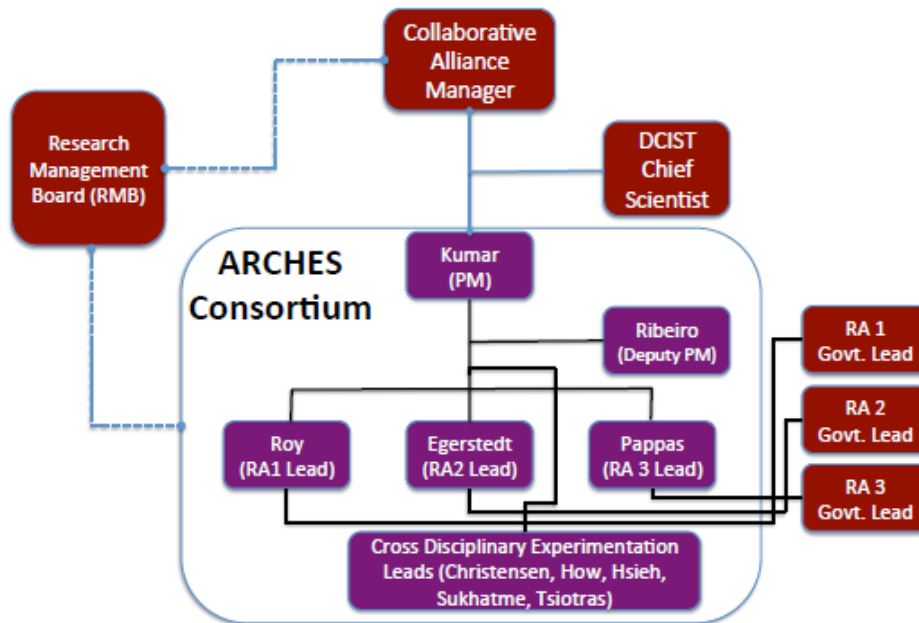 Collaborative
Alliance
Manager
Research
Management
Board (RMB)
DCIST
Chief
Scientist
ARCHES
Consortium
Kumar
(PM)
Ribeiro
(Deputy PM)
RA 1
Govt. Lead
RA 2
Govt. Lead
RA 3
Govt. Lead
Roy
(RA1 Lead)
Egerstedt
(RA2 Lead)
Pappas
(RA 3 Lead)
Cross Disciplinary Experimentation
Leads (Christensen, How, Hsieh,
Sukhatme, Tsiotras)